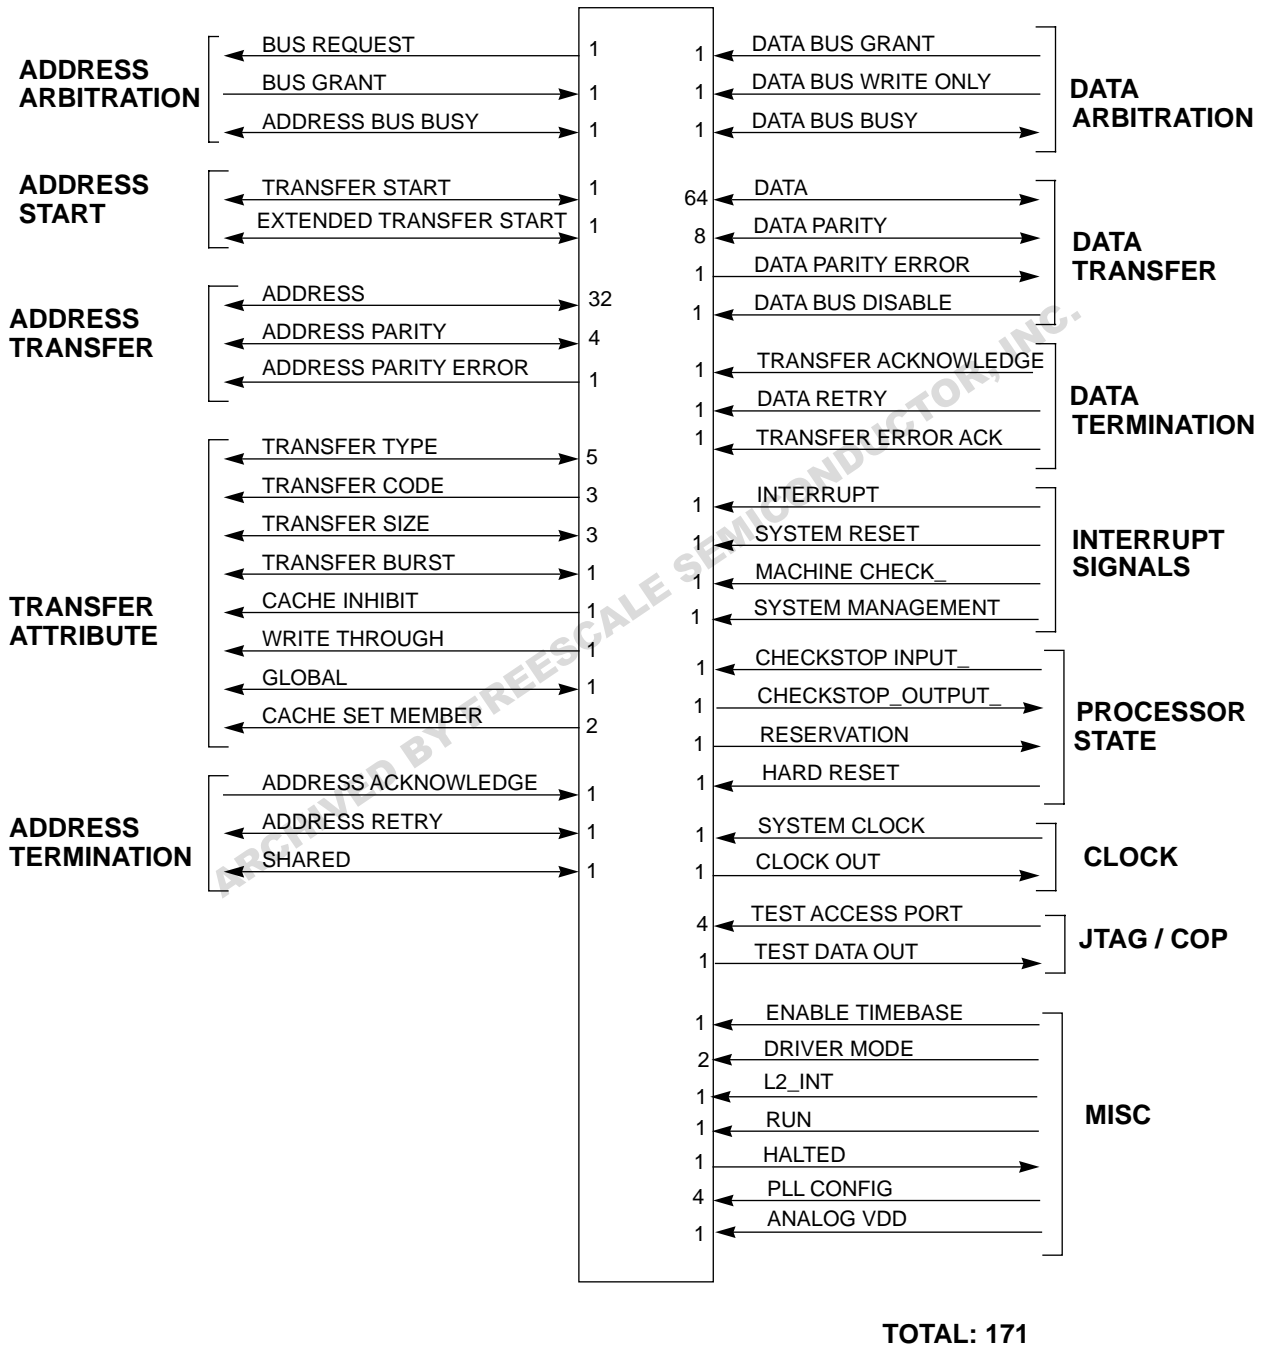 ADDRESS
ARBITRATION
BUS REQUEST 1
BUS GRANT 1
ADDRESS BUS BUSY 1
ADDRESS
START
TRANSFER START 1
EXTENDED TRANSFER START 1
ADDRESS
TRANSFER
ADDRESS 32
ADDRESS PARITY 4
ADDRESS PARITY ERROR 1
TRANSFER
ATTRIBUTE
TRANSFER TYPE 5
TRANSFER CODE 3
TRANSFER SIZE 3
TRANSFER BURST 1
CACHE INHIBIT 1
WRITE THROUGH 1
GLOBAL 1
CACHE SET MEMBER 2
ADDRESS
TERMINATION
ADDRESS ACKNOWLEDGE 1
ADDRESS RETRY 1
SHARED 1
1 DATA BUS GRANT
1 DATA BUS WRITE ONLY
1 DATA BUS BUSY
DATA
ARBITRATION
64 DATA
8 DATA PARITY
1 DATA PARITY ERROR
1 DATA BUS DISABLE
DATA
TRANSFER
1 TRANSFER ACKNOWLEDGE
1 DATA RETRY
1 TRANSFER ERROR ACK
DATA
TERMINATION
1 INTERRUPT
1 SYSTEM RESET
1 MACHINE CHECK_
1 SYSTEM MANAGEMENT
INTERRUPT
SIGNALS
1 CHECKSTOP INPUT_
1 CHECKSTOP_OUTPUT_
1 RESERVATION
1 HARD RESET
PROCESSOR
STATE
1 SYSTEM CLOCK
1 CLOCK OUT
CLOCK
4 TEST ACCESS PORT
1 TEST DATA OUT
JTAG / COP
1 ENABLE TIMEBASE
2 DRIVER MODE
1 L2_INT
1 RUN
1 HALTED
4 PLL CONFIG
1 ANALOG VDD
MISC
TOTAL: 171
ARCHIVED BY FREESCALE SEMICONDUCTOR, INC.